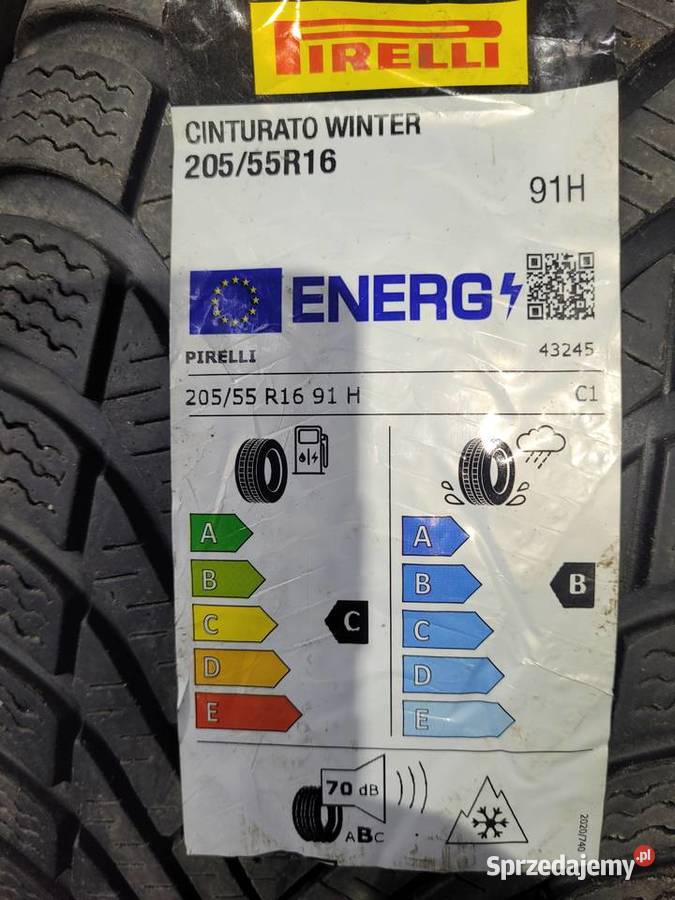 PIRELLI
CINTURATO WINTER
205/55R16
91H
ENERG
PIRELLI 43245
205/55 R16 91 H C1
A A
B B B
C C C
D D
E E
70 dB
ABC
2020/740
Sprzedajemy.pl